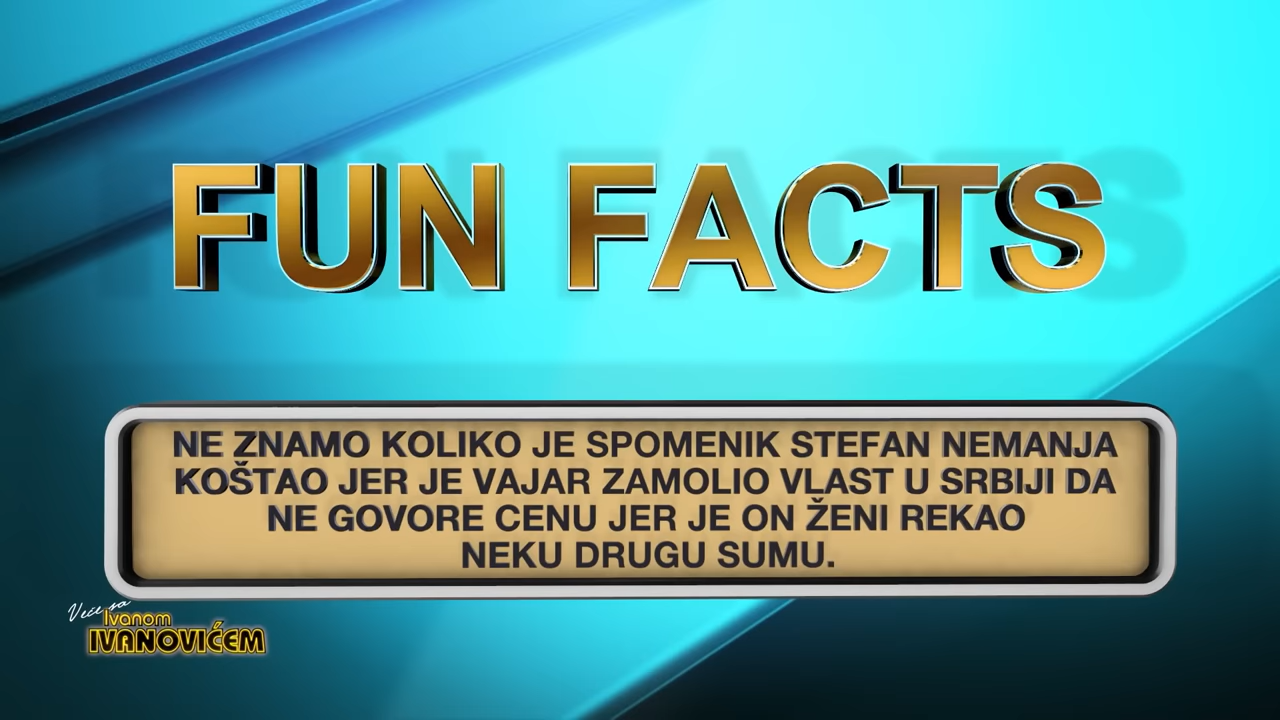 FUN FACTS
NE ZNAMO KOLIKO JE SPOMENIK STEFAN NEMANJA
KOŠTAO JER JE VAJAR ZAMOLIO VLAST U SRBIJI DA
NE GOVORE CENU JER JE ON ŽENI REKAO
NEKU DRUGU SUMU.
Veče sa
Ivanom
IVANOVIĆEM